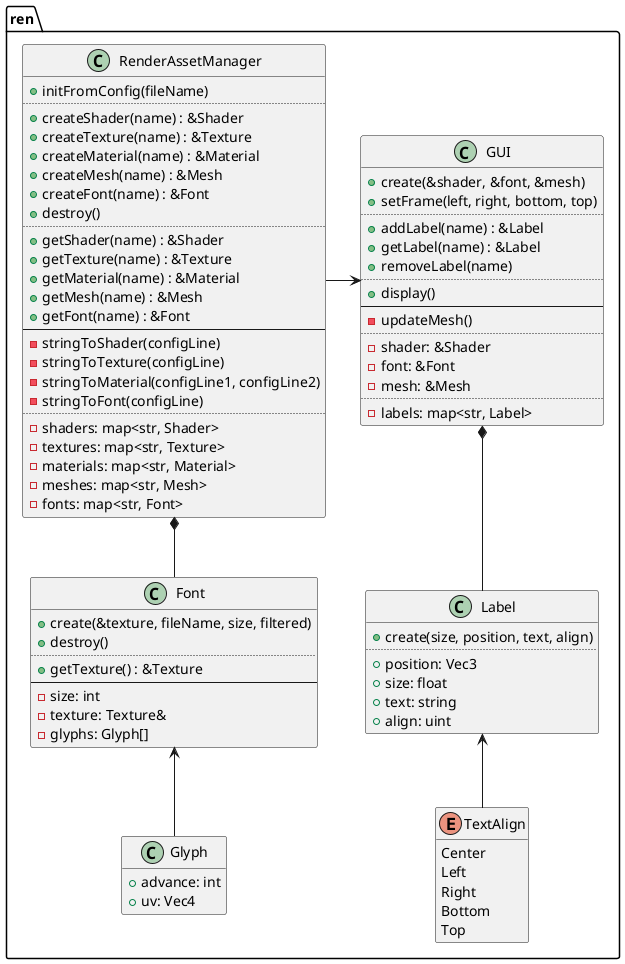 ren
C RenderAssetManager
initFromConfig(fileName)
createShader(name) : &Shader
createTexture(name) : &Texture
createMaterial(name) : &Material
createMesh(name) : &Mesh
createFont(name) : &Font
destroy()
getShader(name) : &Shader
getTexture(name) : &Texture
getMaterial(name) : &Material
getMesh(name) : &Mesh
getFont(name) : &Font
stringToShader(configLine)
stringToTexture(configLine)
stringToMaterial(configLine1, configLine2)
stringToFont(configLine)
shaders: map<str, Shader>
textures: map<str, Texture>
materials: map<str, Material>
meshes: map<str, Mesh>
fonts: map<str, Font>
C GUI
create(&shader, &font, &mesh)
setFrame(left, right, bottom, top)
addLabel(name) : &Label
getLabel(name) : &Label
removeLabel(name)
display()
updateMesh()
shader: &Shader
font: &Font
mesh: &Mesh
labels: map<str, Label>
C Font
create(&texture, fileName, size, filtered)
destroy()
getTexture() : &Texture
size: int
texture: Texture&
glyphs: Glyph[]
C Label
create(size, position, text, align)
position: Vec3
size: float
text: string
align: uint
C Glyph
advance: int
uv: Vec4
E TextAlign
Center
Left
Right
Bottom
Top